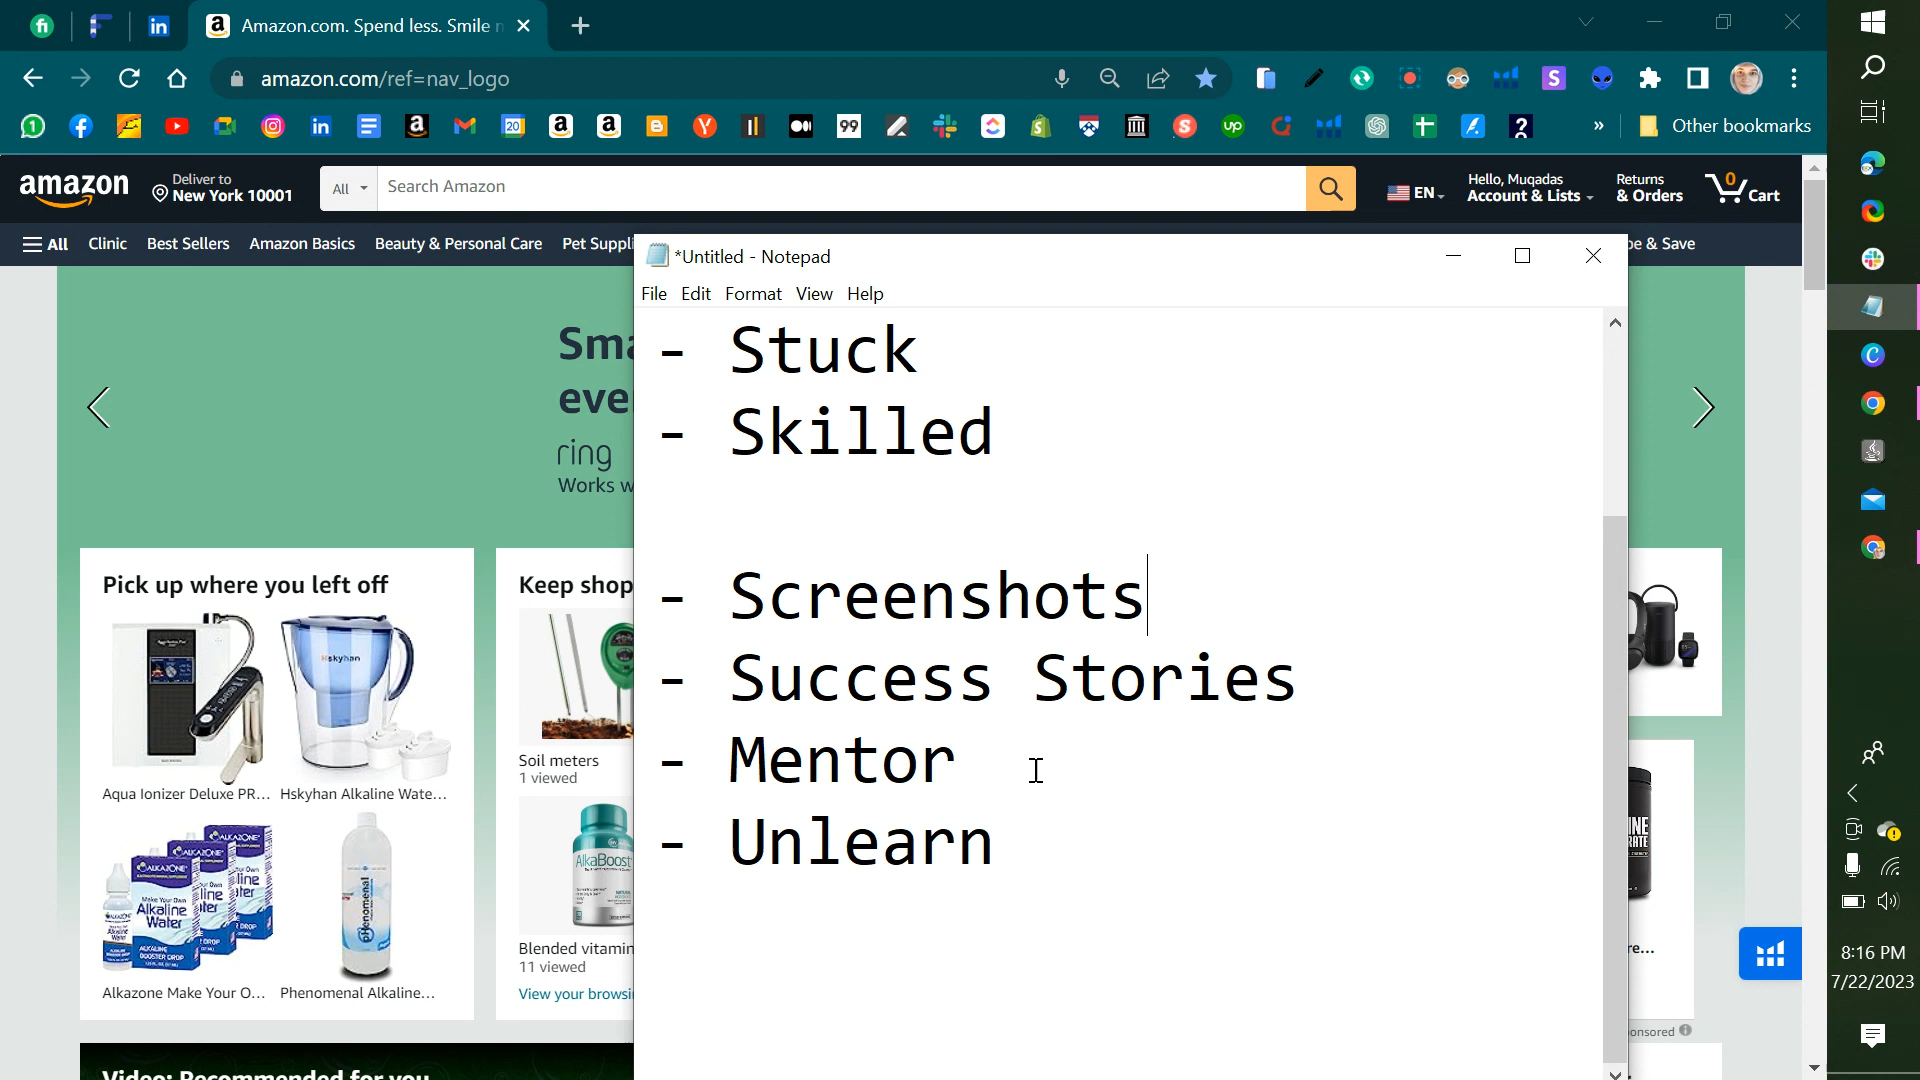 Amazon.com. Spend less. Smile
amazon.com/ref=nav_logo
Other bookmarks
amazon
Deliver to
New York 10001
All
Search Amazon
EN
Hello, Muqadas
Account & Lists
Returns
& Orders
0
Cart
All
Clinic
Best Sellers
Amazon Basics
Beauty & Personal Care
Pet Suppli
& Save
*Untitled - Notepad
File
Edit
Format
View
Help
- Stuck
- Skilled
- Screenshots
- Success Stories
- Mentor
- Unlearn
Sma
eve
ring
Works w
Pick up where you left off
Aqua Ionizer Deluxe PR...
Hskyhan Alkaline Wate...
Alkazone Make Your O...
Phenomenal Alkaline...
Keep shop
Soil meters
1 viewed
Blended vitamin
11 viewed
View your browsi
onsored
Video: Recommended for you
8:16 PM
7/22/2023